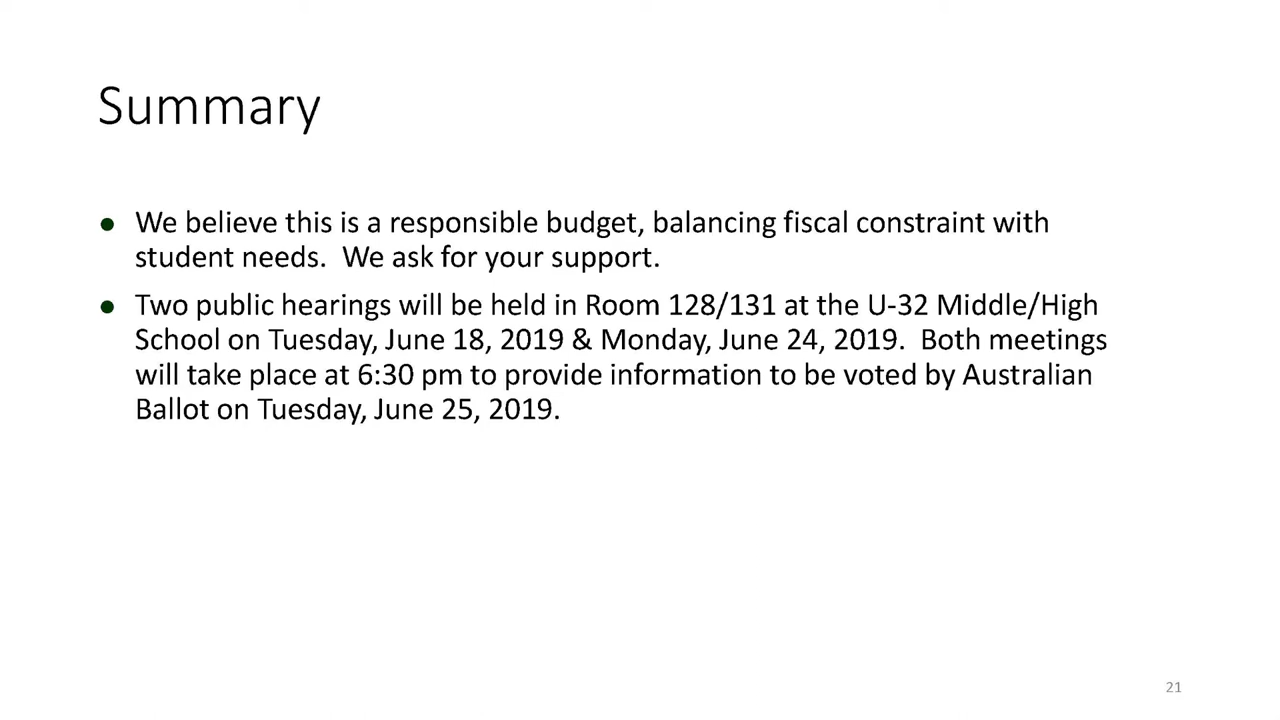 Summary
● We believe this is a responsible budget, balancing fiscal constraint with
student needs.  We ask for your support.
● Two public hearings will be held in Room 128/131 at the U-32 Middle/High
School on Tuesday, June 18, 2019 & Monday, June 24, 2019.  Both meetings
will take place at 6:30 pm to provide information to be voted by Australian
Ballot on Tuesday, June 25, 2019.
21